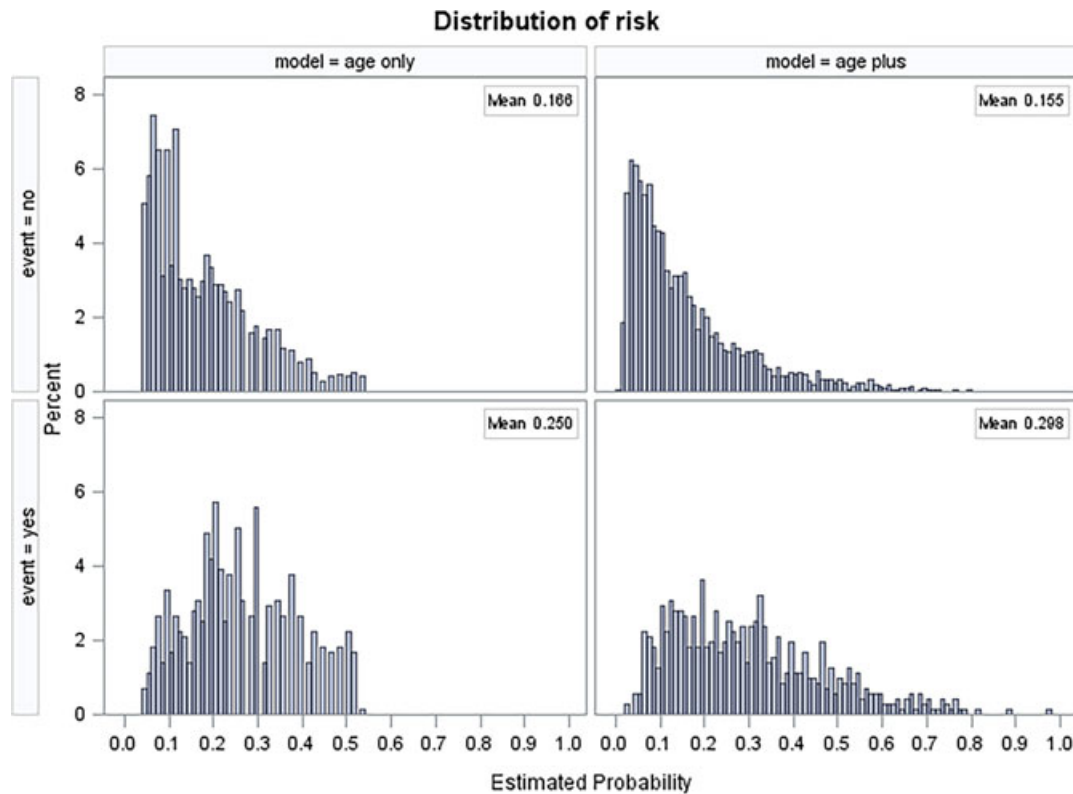 Distribution of risk
model = age only
model = age plus
event = no
event = yes
Percent
8
6
4
2
0
8
6
4
2
0
Mean 0.166
Mean 0.155
Mean 0.250
Mean 0.298
0.0 0.1 0.2 0.3 0.4 0.5 0.6 0.7 0.8 0.9 1.0
0.0 0.1 0.2 0.3 0.4 0.5 0.6 0.7 0.8 0.9 1.0
Estimated Probability